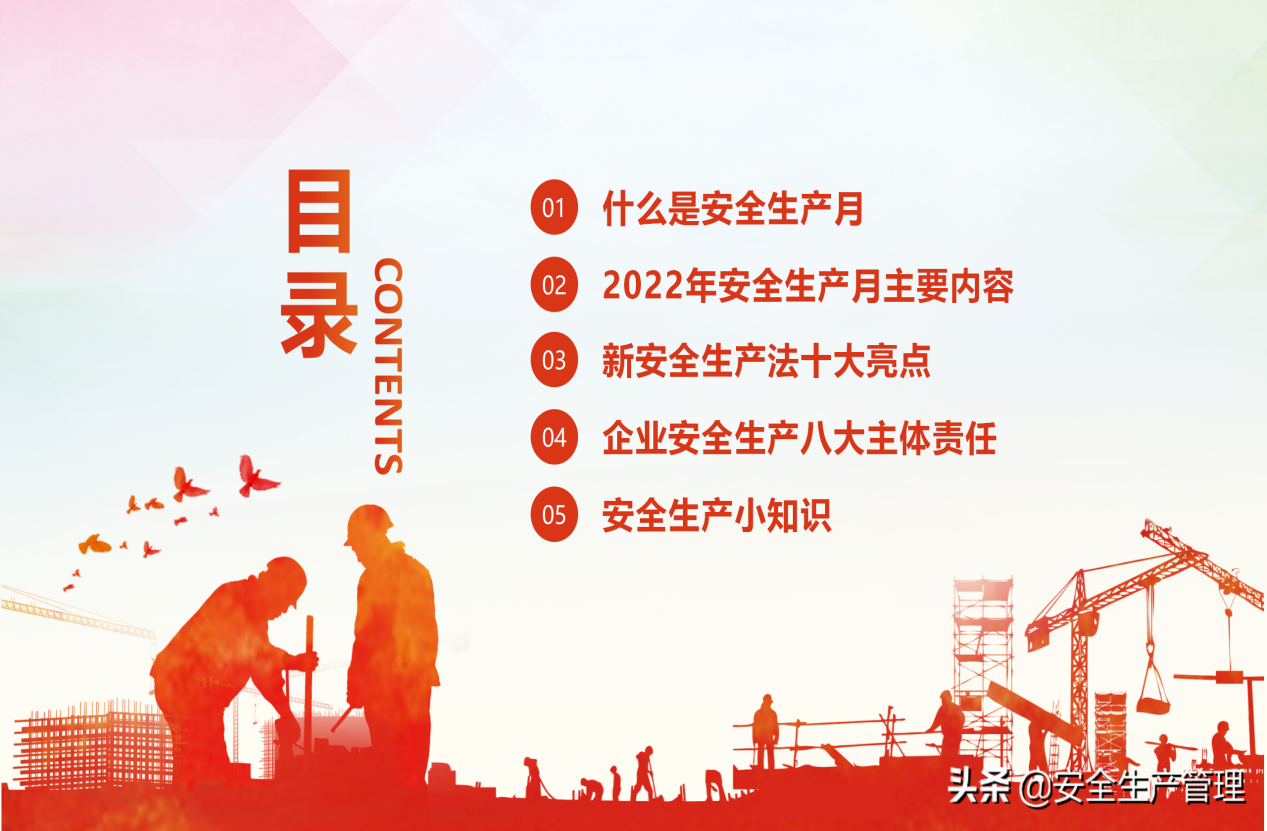 目录
CONTENTS
01 什么是安全生产月
02 2022年安全生产月主要内容
03 新安全生产法十大亮点
04 企业安全生产八大主体责任
05 安全生产小知识
头条 @安全生产管理